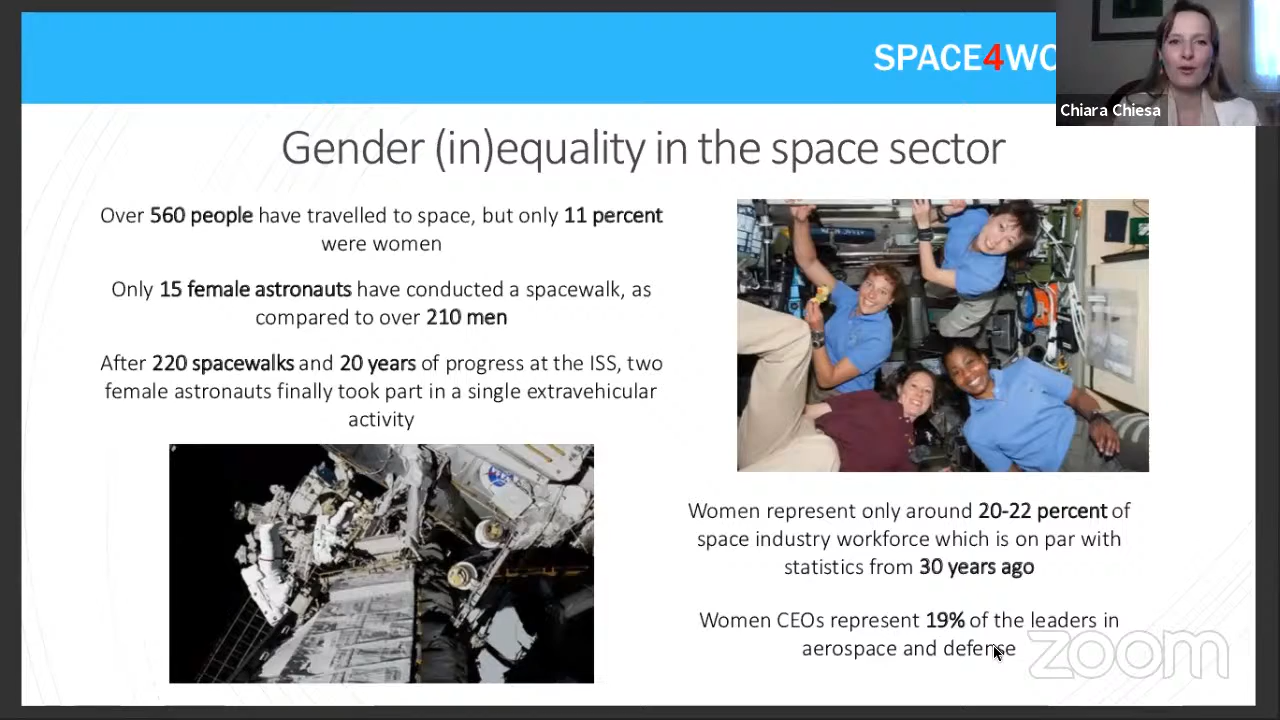 SPACE4WO
Chiara Chiesa
Gender (in)equality in the space sector
Over 560 people have travelled to space, but only 11 percent
were women
Only 15 female astronauts have conducted a spacewalk, as
compared to over 210 men
After 220 spacewalks and 20 years of progress at the ISS, two
female astronauts finally took part in a single extravehicular
activity
NASA
Women represent only around 20-22 percent of
space industry workforce which is on par with
statistics from 30 years ago
Women CEOs represent 19% of the leaders in
aerospace and defense
zoom